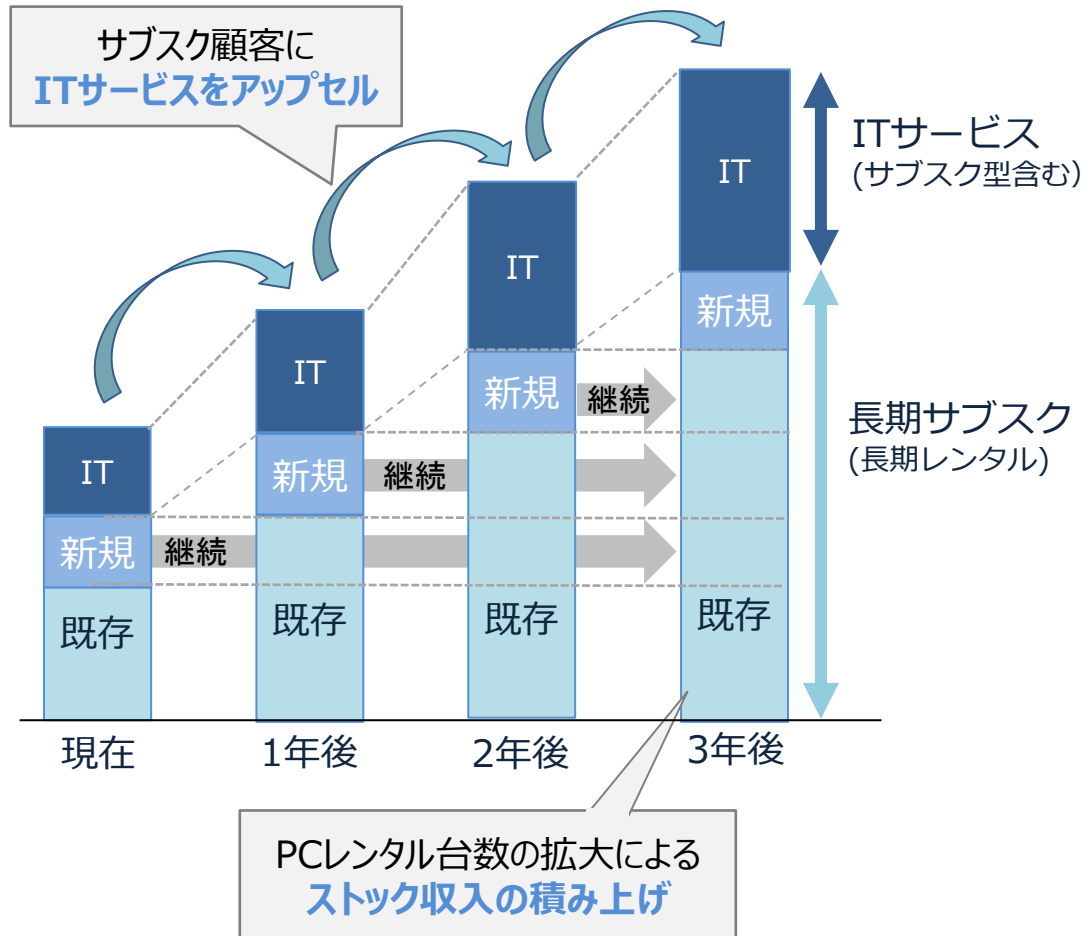 サブスク顧客に
ITサービスをアップセル
IT
ITサービス
(サブスク型含む)
IT
新規
IT
新規
継続
長期サブスク
(長期レンタル)
IT
新規
継続
新規
継続
既存
既存
既存
既存
現在
1年後
2年後
3年後
PCレンタル台数の拡大による
ストック収入の積み上げ